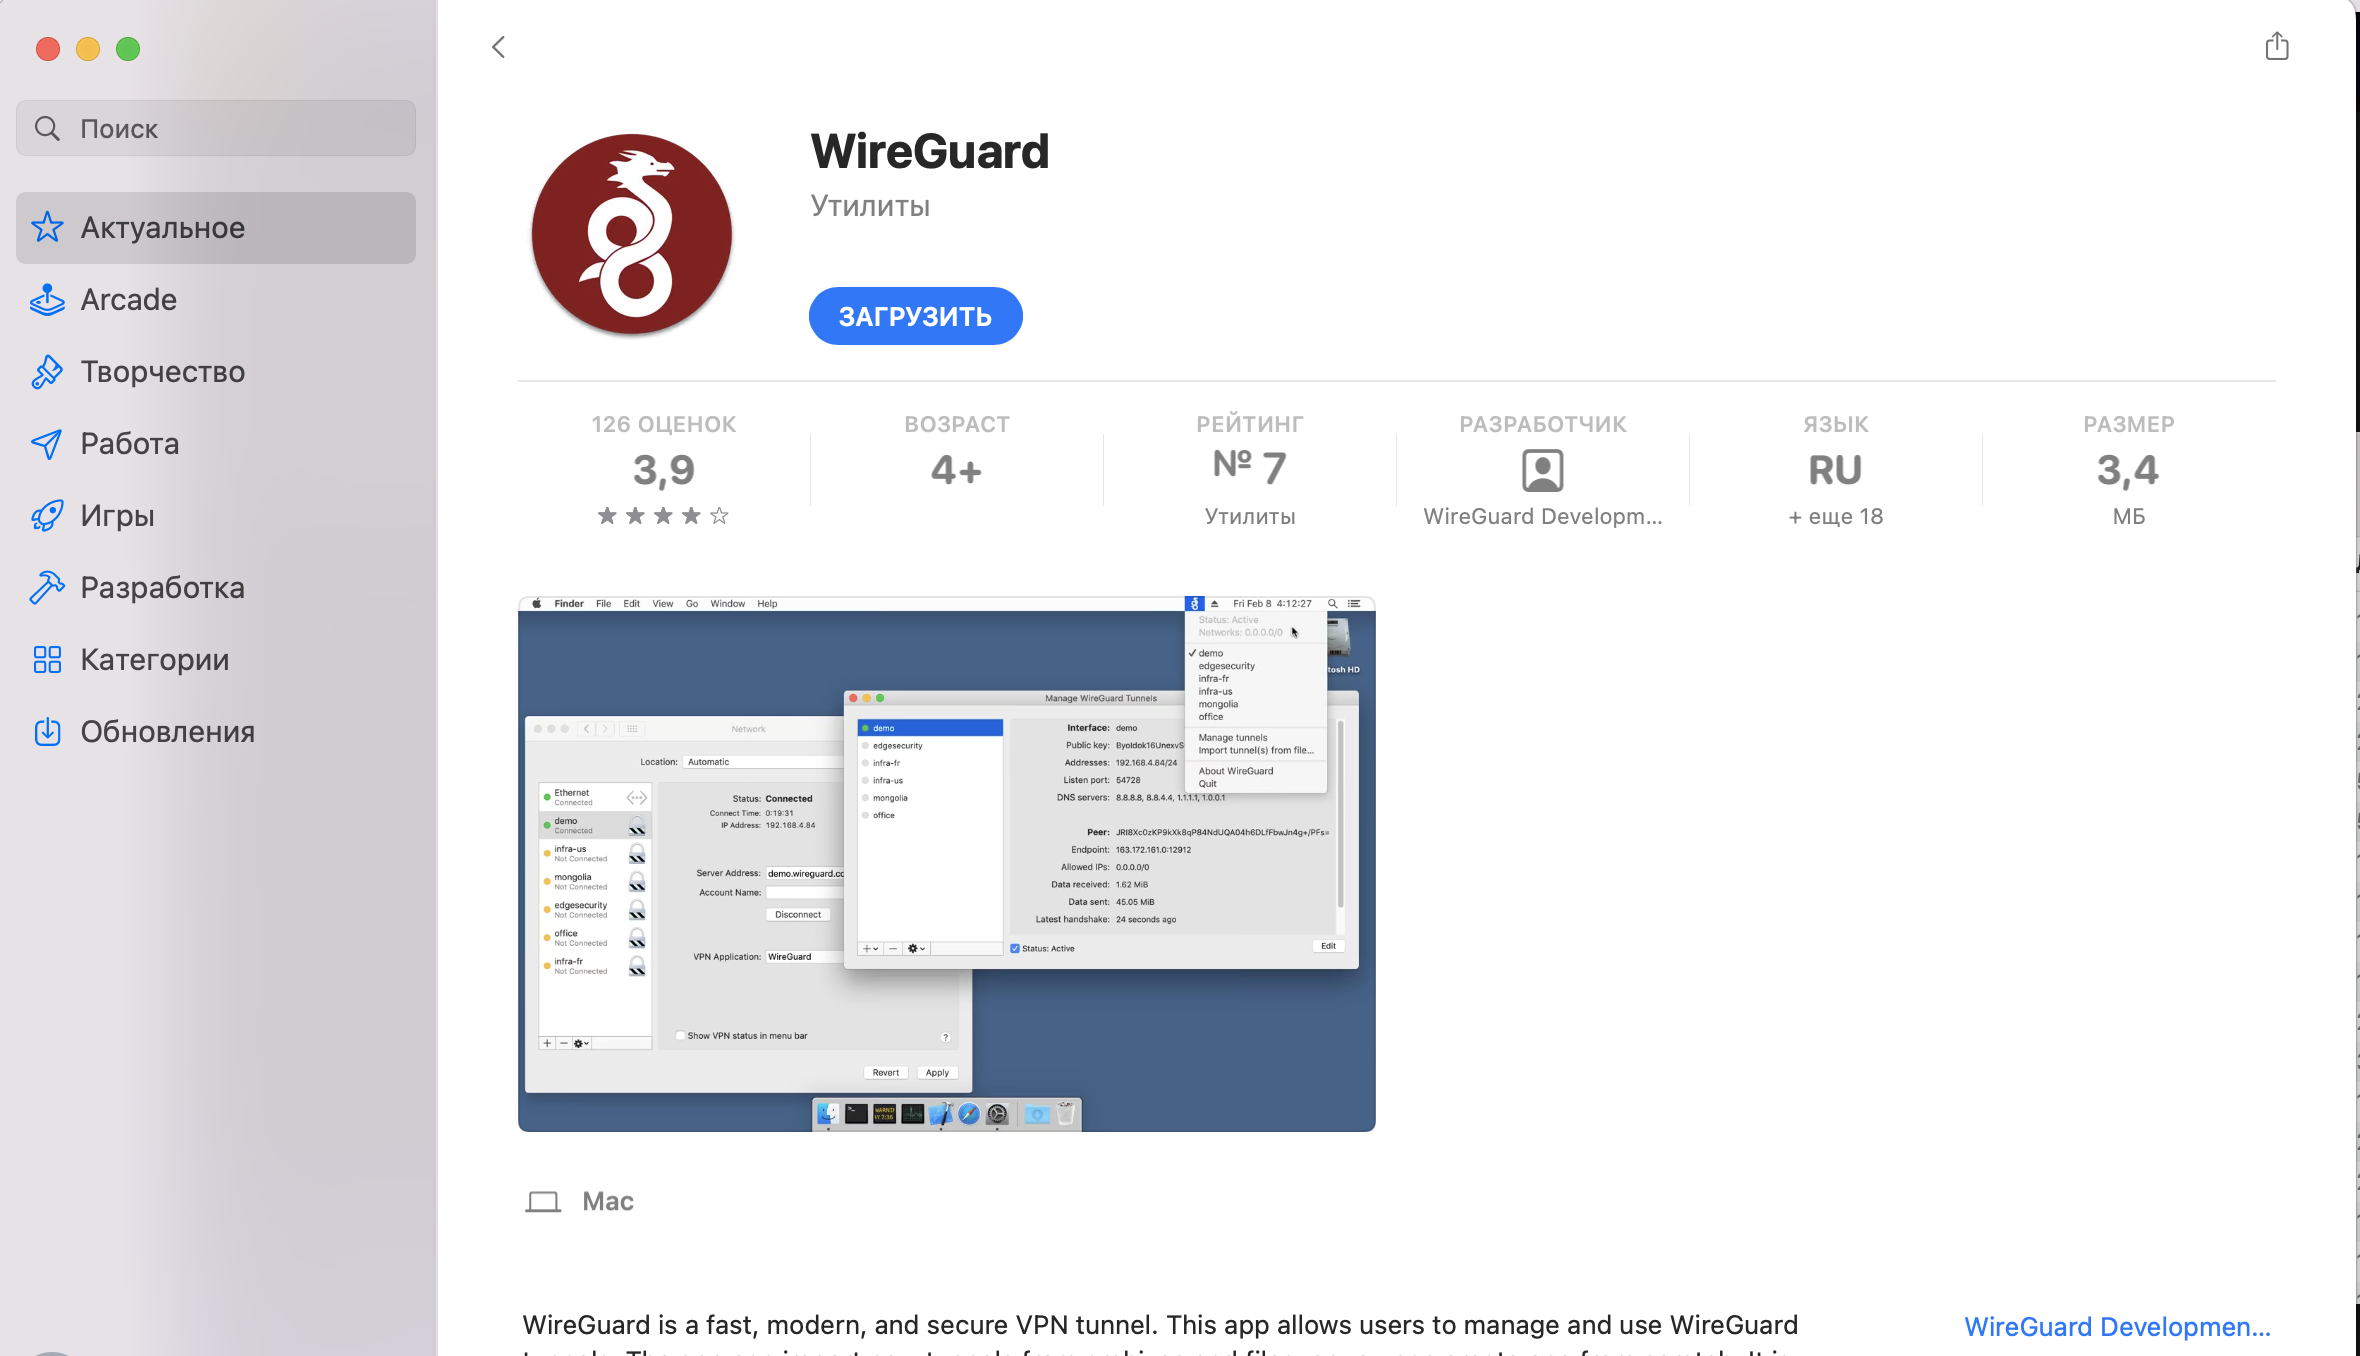 Поиск
Актуальное
Arcade
Творчество
Работа
Игры
Разработка
Категории
Обновления
WireGuard
Утилиты
ЗАГРУЗИТЬ
126 ОЦЕНОК
3,9
ВОЗРАСТ
4+
РЕЙТИНГ
№ 7
Утилиты
РАЗРАБОТЧИК
WireGuard Developm...
ЯЗЫК
RU
+ еще 18
РАЗМЕР
3,4
МБ
Finder File Edit View Go Window Help
Fri Feb 8 4:12:27
Status: Active
Networks: 0.0.0.0/0
demo
edgesecurity
infra-fr
infra-us
mongolia
office
Manage tunnels
Import tunnel(s) from file...
About WireGuard
Quit
tosh HD
Manage WireGuard Tunnels
demo
edgesecurity
infra-fr
infra-us
mongolia
office
Interface: demo
Public key:
Addresses: 192.168.4.84/24
Listen port: 54728
DNS servers: 8.8.8.8, 8.8.4.4, 1.1.1.1, 1.0.0.1
Peer:
Endpoint: 163.172.161.0:12912
Allowed IPs: 0.0.0.0/0
Data received: 1.62 MiB
Data sent: 45.05 MiB
Latest handshake: 24 seconds ago
Status: Active
Edit
Network
Location: Automatic
Ethernet
Connected
demo
Connected
infra-us
Not Connected
mongolia
Not Connected
edgesecurity
Not Connected
office
Not Connected
infra-fr
Not Connected
Status: Connected
Connect Time: 0:19:31
IP Address: 192.168.4.84
Server Address: demo.wireguard.co
Account Name:
Disconnect
VPN Application: WireGuard
Show VPN status in menu bar
?
Revert Apply
Mac
WireGuard is a fast, modern, and secure VPN tunnel. This app allows users to manage and use WireGuard
WireGuard Developmen...